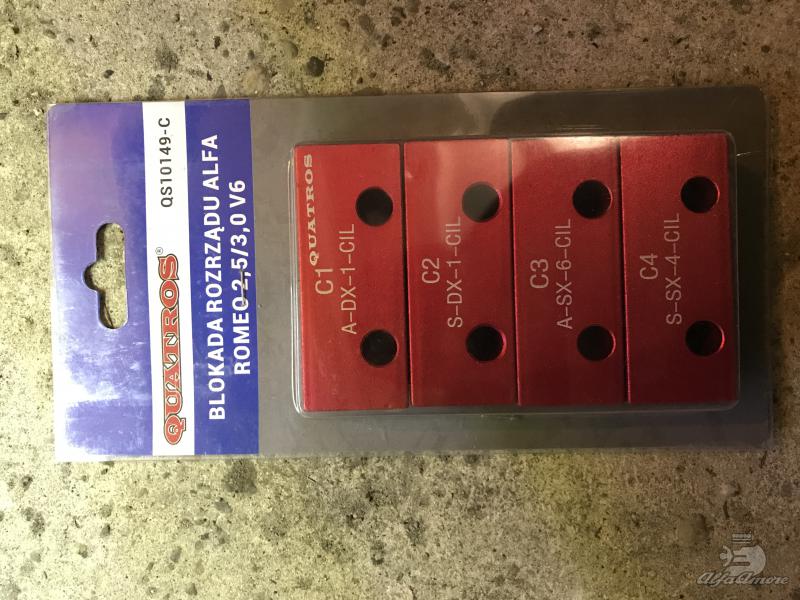 QUATROS®
QS10149-C
BLOKADA ROZRZĄDU ALFA
ROMEO 2,5/3,0 V6
QUATROS
C1
A-DX-1-CIL
C2
S-DX-1-CIL
C3
A-SX-6-CIL
C4
S-SX-4-CIL
AlfaAmore